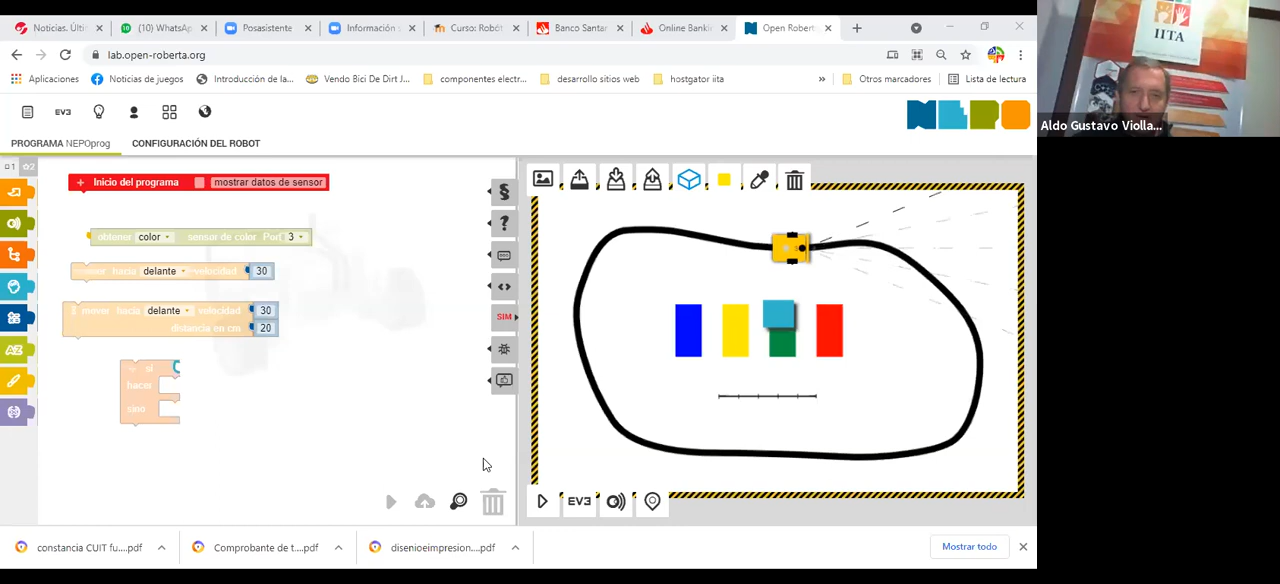 Noticias. Últi
(10) WhatsAp
Posasistente
Información s
Curso: Robót
Banco Santar
Online Bankin
Open Robert
lab.open-roberta.org
Aplicaciones
Noticias de juegos
Introducción de la...
Vendo Bici De Dirt J...
componentes electr...
desarrollo sitios web
hostgator iita
»
Otros marcadores
Lista de lectura
EV3
PROGRAMA NEPOprog
CONFIGURACIÓN DEL ROBOT
1
2
+ Inicio del programa mostrar datos de sensor
obtener color sensor de color Port 3
mover hacia delante velocidad 30
mover hacia delante velocidad 30
distancia en cm 20
si
hacer
sino
§
?
SIM
EV3
constancia CUIT fu....pdf
Comprobante de t....pdf
disenioeimpresion....pdf
Mostrar todo
IITA
Aldo Gustavo Violla...